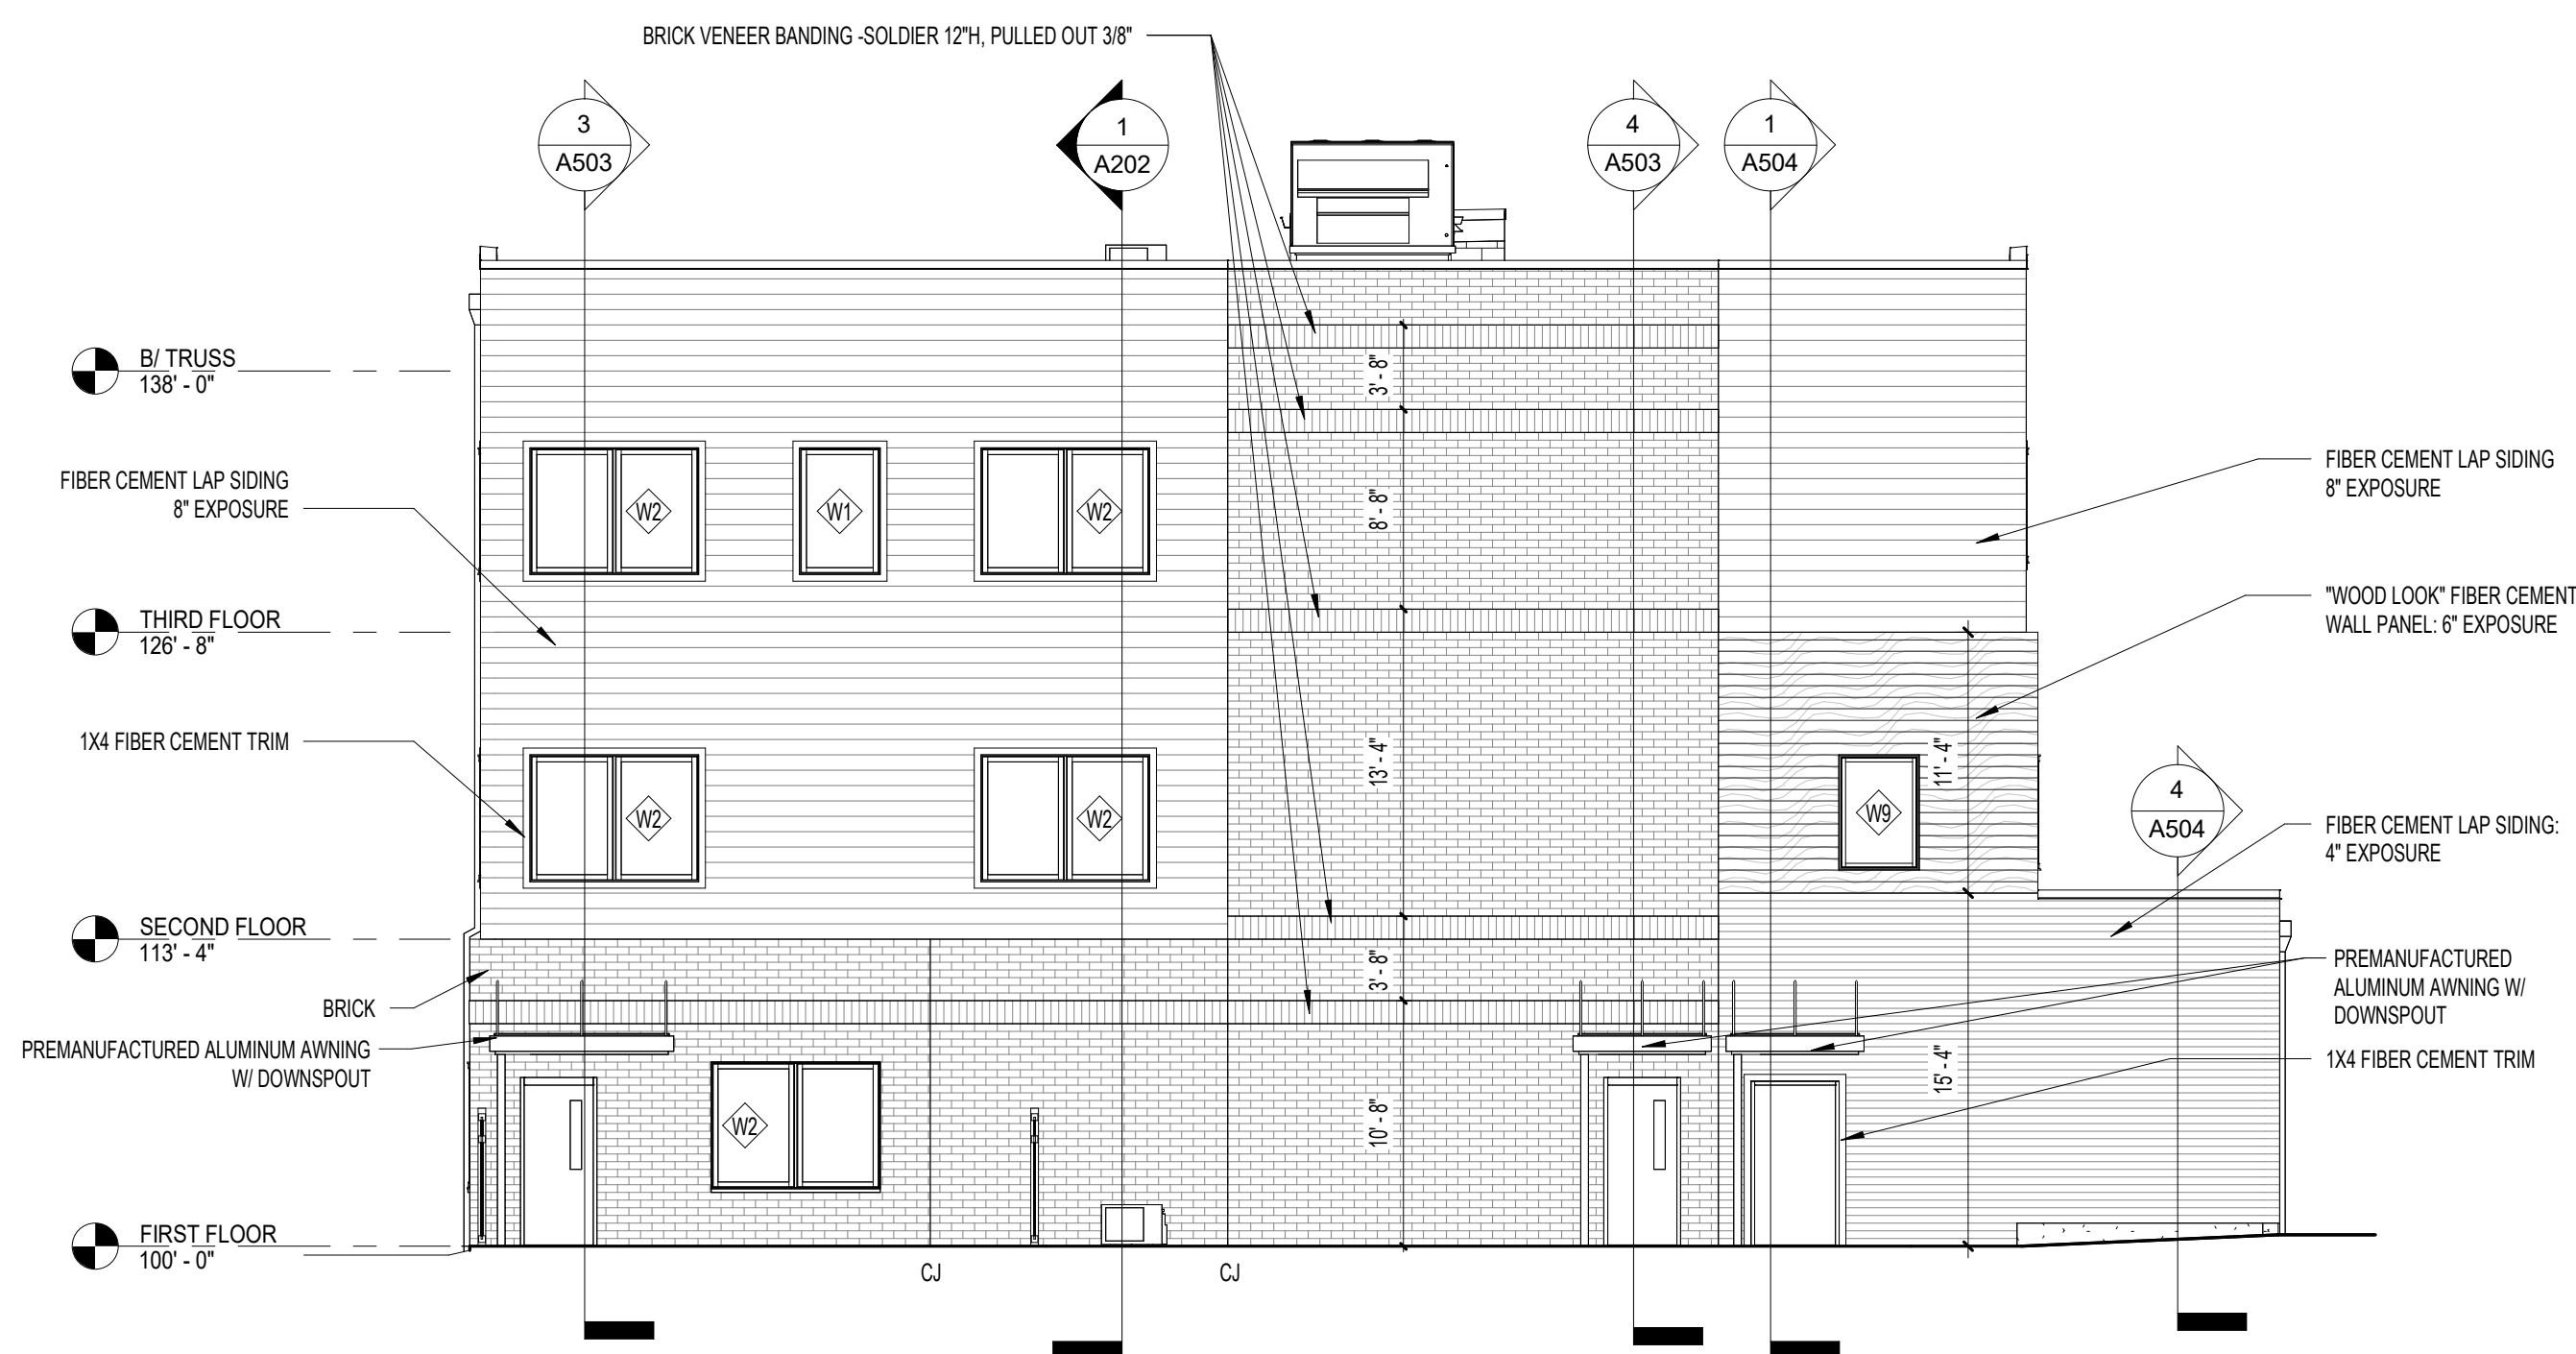 BRICK VENEER BANDING -SOLDIER 12"H, PULLED OUT 3/8"
3
A503
1
A202
4
A503
1
A504
B/ TRUSS
138' - 0"
3' - 8"
FIBER CEMENT LAP SIDING
8" EXPOSURE
FIBER CEMENT LAP SIDING
8" EXPOSURE
W2
W1
W2
8' - 8"
THIRD FLOOR
126' - 8"
"WOOD LOOK" FIBER CEMENT
WALL PANEL: 6" EXPOSURE
1X4 FIBER CEMENT TRIM
13' - 4"
11' - 4"
W2
W2
W9
4
A504
FIBER CEMENT LAP SIDING:
4" EXPOSURE
SECOND FLOOR
113' - 4"
3' - 8"
BRICK
PREMANUFACTURED
ALUMINUM AWNING W/
DOWNSPOUT
PREMANUFACTURED ALUMINUM AWNING
W/ DOWNSPOUT
15' - 4"
1X4 FIBER CEMENT TRIM
W2
10' - 8"
FIRST FLOOR
100' - 0"
CJ
CJ